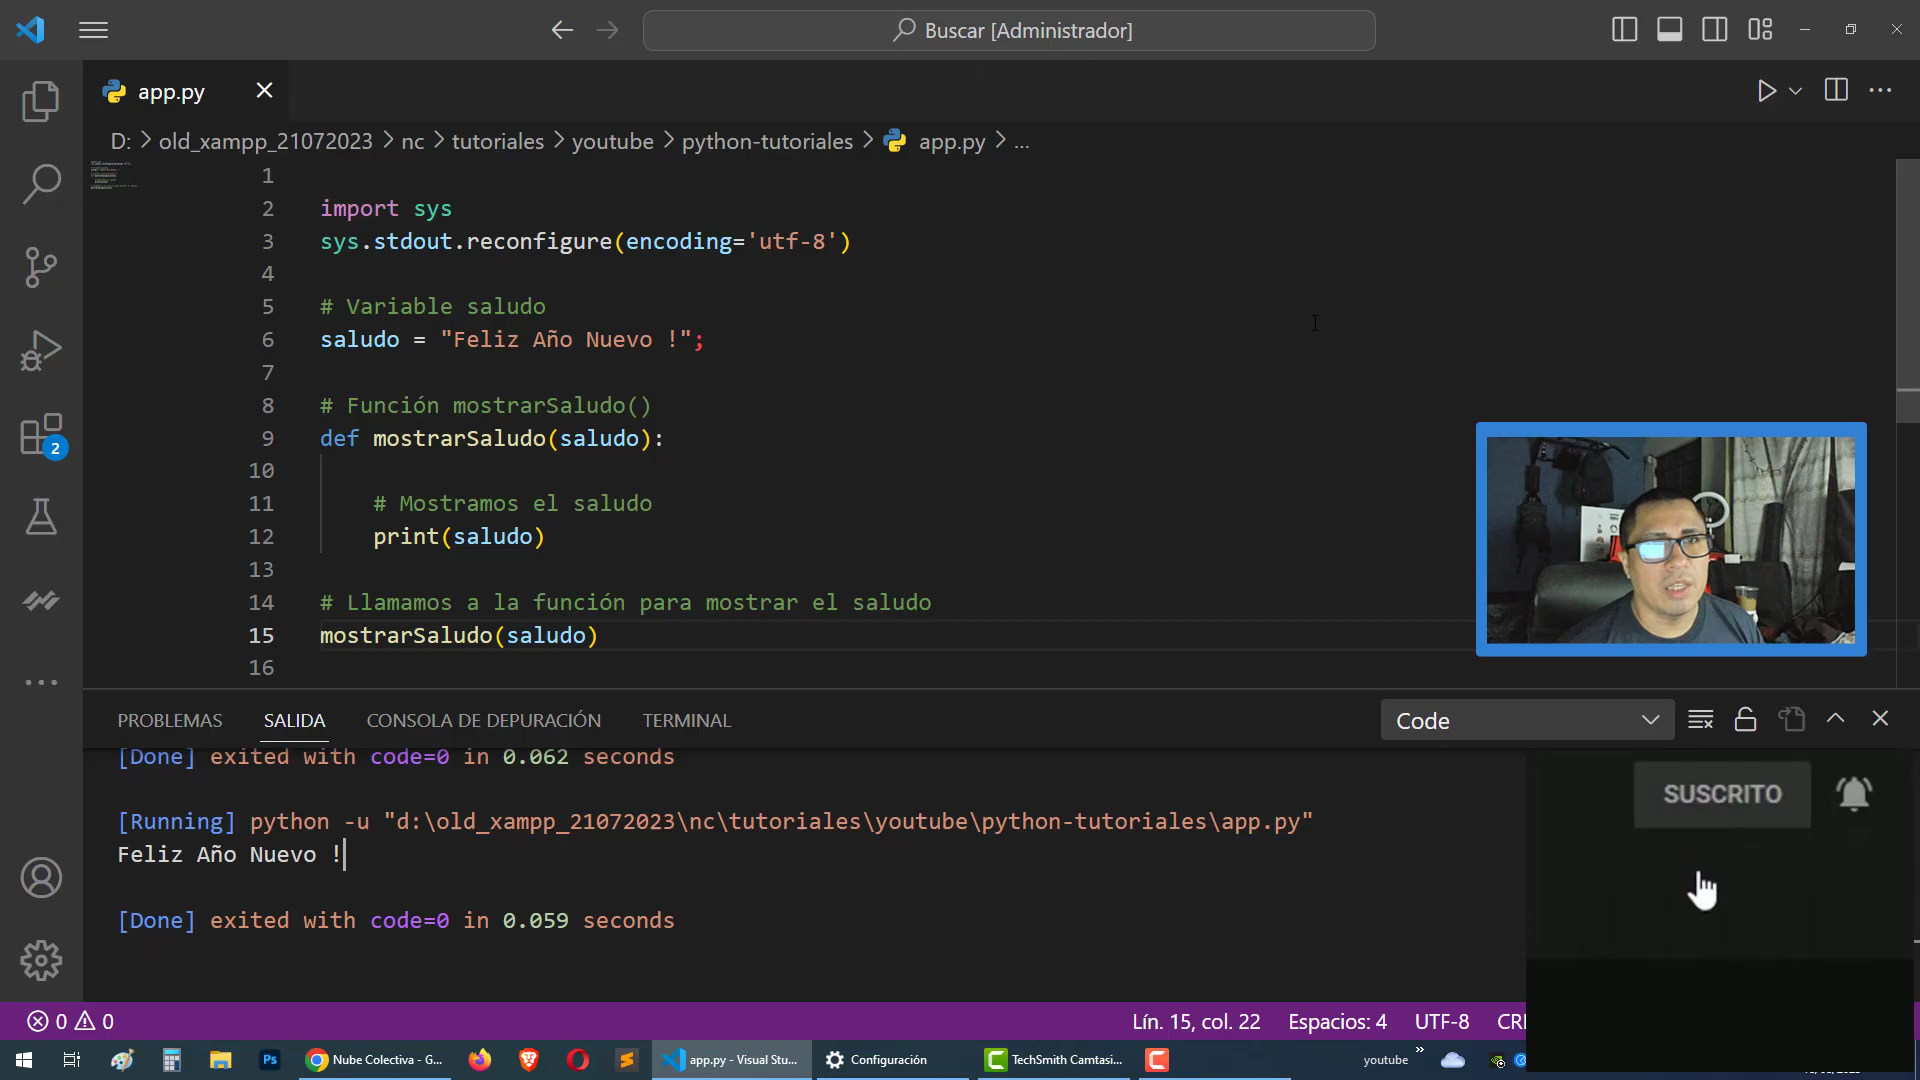 Buscar [Administrador]
app.py
D: > old_xampp_21072023 > nc > tutoriales > youtube > python-tutoriales > app.py > ...
1
2 import sys
3 sys.stdout.reconfigure(encoding='utf-8')
4
5 # Variable saludo
6 saludo = "Feliz Año Nuevo !";
7
8 # Función mostrarSaludo()
9 def mostrarSaludo(saludo):
10
11 # Mostramos el saludo
12 print(saludo)
13
14 # Llamamos a la función para mostrar el saludo
15 mostrarSaludo(saludo)
16
2
PROBLEMAS SALIDA CONSOLA DE DEPURACIÓN TERMINAL Code
[Done] exited with code=0 in 0.062 seconds
[Running] python -u "d:\old_xampp_21072023\nc\tutoriales\youtube\python-tutoriales\app.py"
Feliz Año Nuevo !
[Done] exited with code=0 in 0.059 seconds
SUSCRITO
0 0 Lín. 15, col. 22 Espacios: 4 UTF-8
Ps Nube Colectiva - G... app.py - Visual Stu... Configuración TechSmith Camtasi... youtube